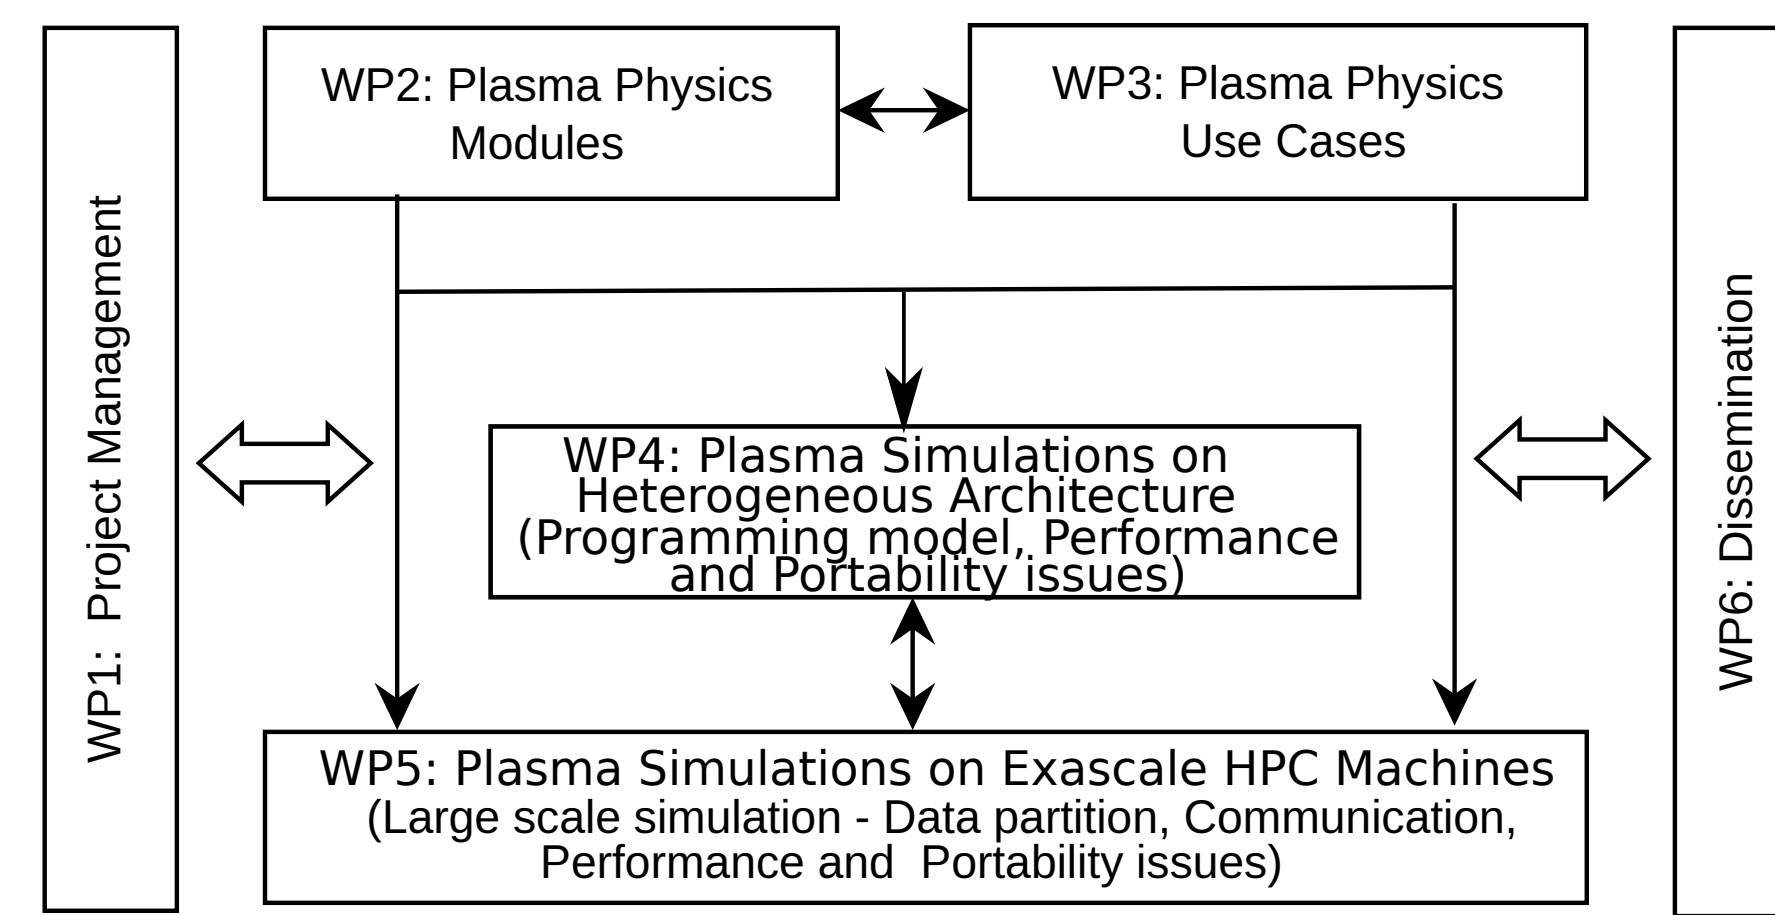 WP1:  Project Management
WP2: Plasma Physics
Modules
WP3: Plasma Physics
Use Cases
WP4: Plasma Simulations on
Heterogeneous Architecture
(Programming model, Performance
and Portability issues)
WP5: Plasma Simulations on Exascale HPC Machines
(Large scale simulation - Data partition, Communication,
Performance and  Portability issues)
WP6: Dissemination